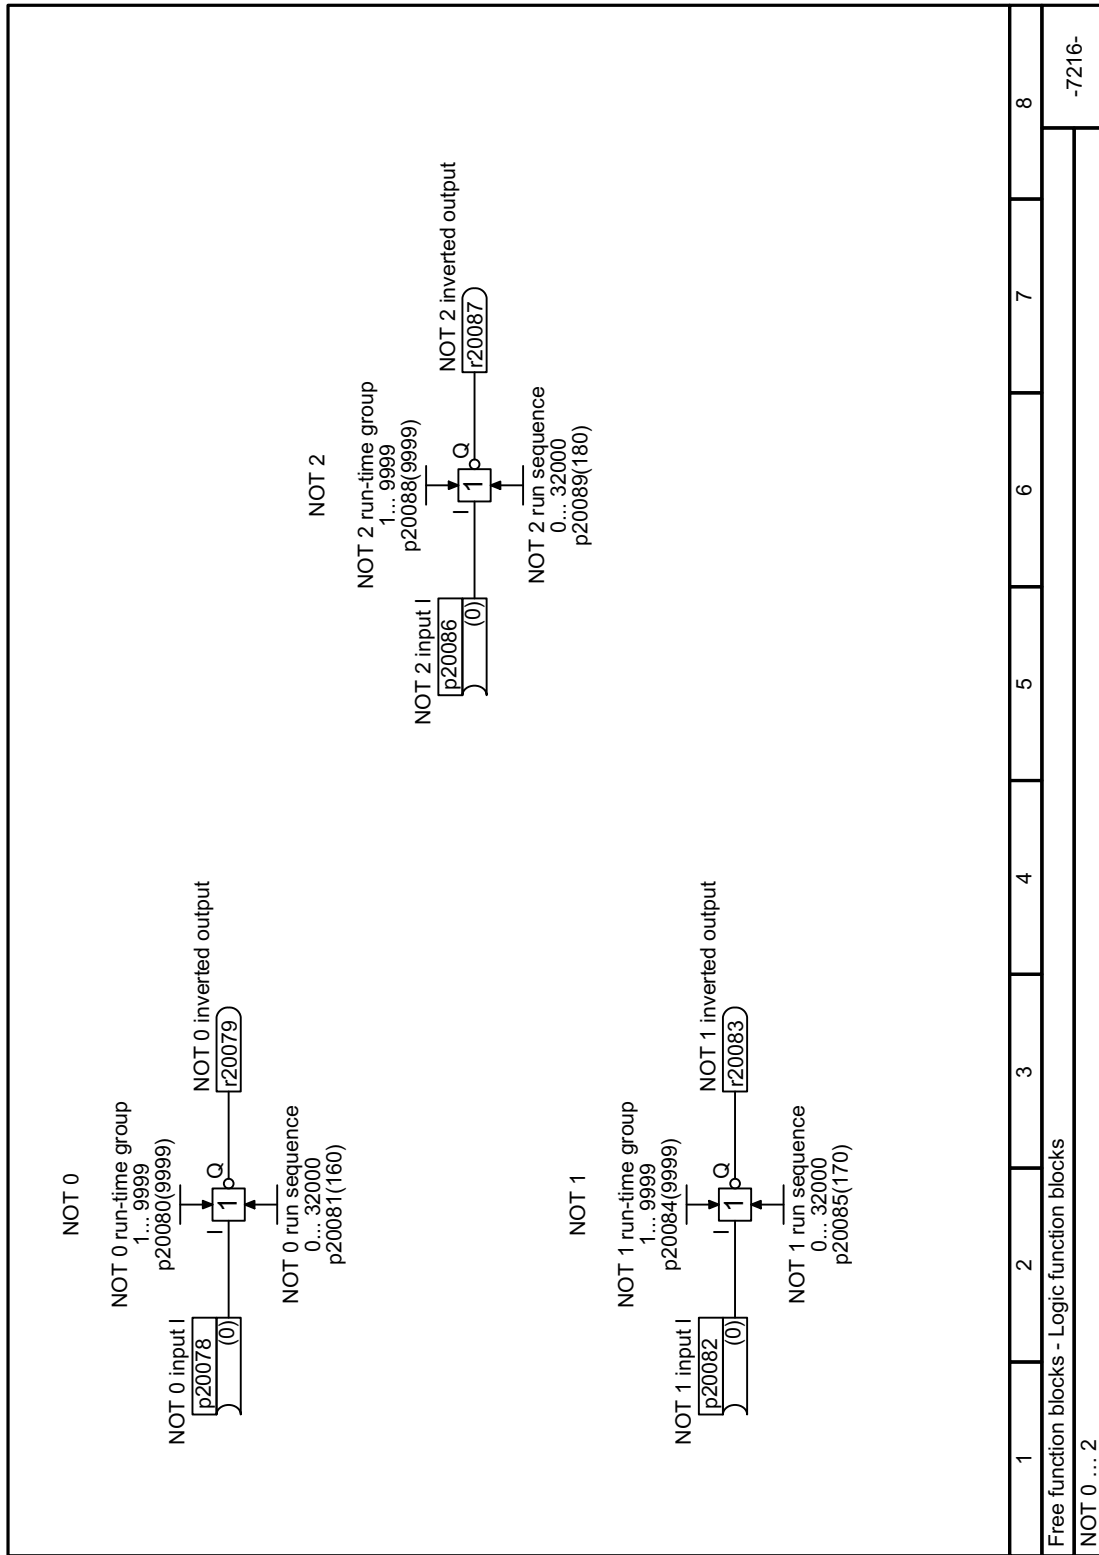 NOT 0
NOT 0 run-time group
1... 9999
p20080(9999)
NOT 0 input I
p20078
(0)
I
1
Q
NOT 0 inverted output
r20079
NOT 0 run sequence
0... 32000
p20081(160)
NOT 1
NOT 1 run-time group
1... 9999
p20084(9999)
NOT 1 input I
p20082
(0)
I
1
Q
NOT 1 inverted output
r20083
NOT 1 run sequence
0... 32000
p20085(170)
NOT 2
NOT 2 run-time group
1... 9999
p20088(9999)
NOT 2 input I
p20086
(0)
I
1
Q
NOT 2 inverted output
r20087
NOT 2 run sequence
0... 32000
p20089(180)
1 2 3 4 5 6 7 8
Free function blocks - Logic function blocks
-7216-
NOT 0 ... 2